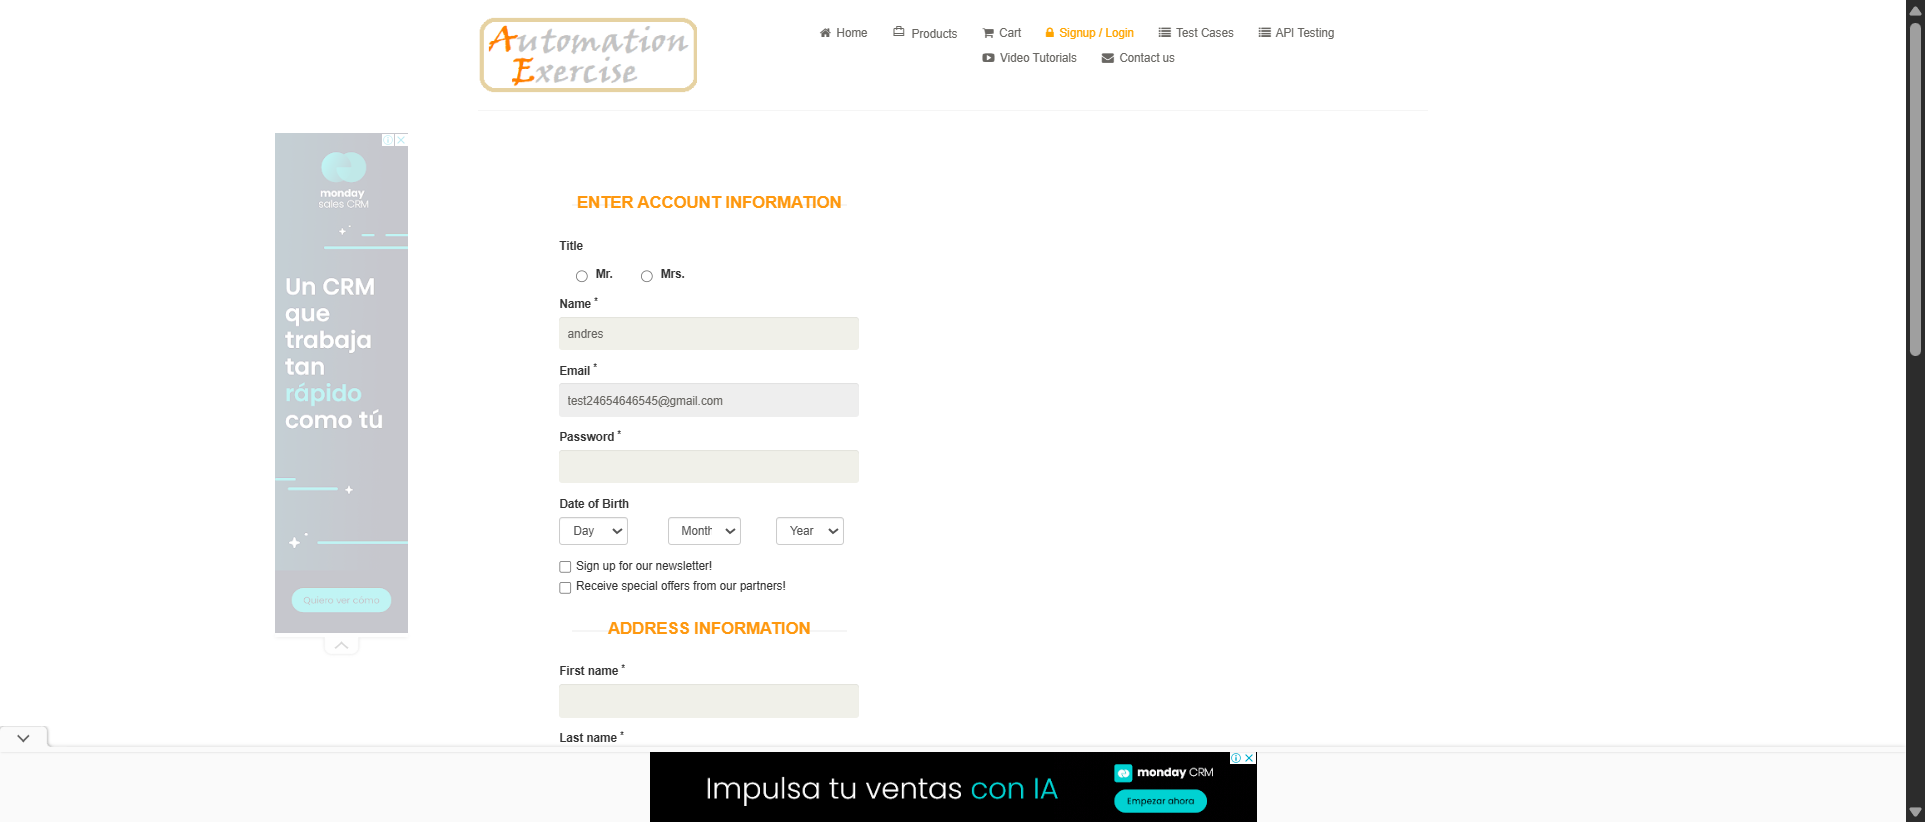 Automation
Exercise
Home
Products
Cart
Signup / Login
Test Cases
API Testing
Video Tutorials
Contact us
monday
sales CRM
Un CRM
que
trabaja
tan
rápido
como tú
Quiero ver cómo
ENTER ACCOUNT INFORMATION
Title
Mr.
Mrs.
Name *
andres
Email *
test24654646545@gmail.com
Password *
Date of Birth
Day
Month
Year
Sign up for our newsletter!
Receive special offers from our partners!
ADDRESS INFORMATION
First name *
Last name *
Impulsa tu ventas con IA
monday CRM
Empezar ahora